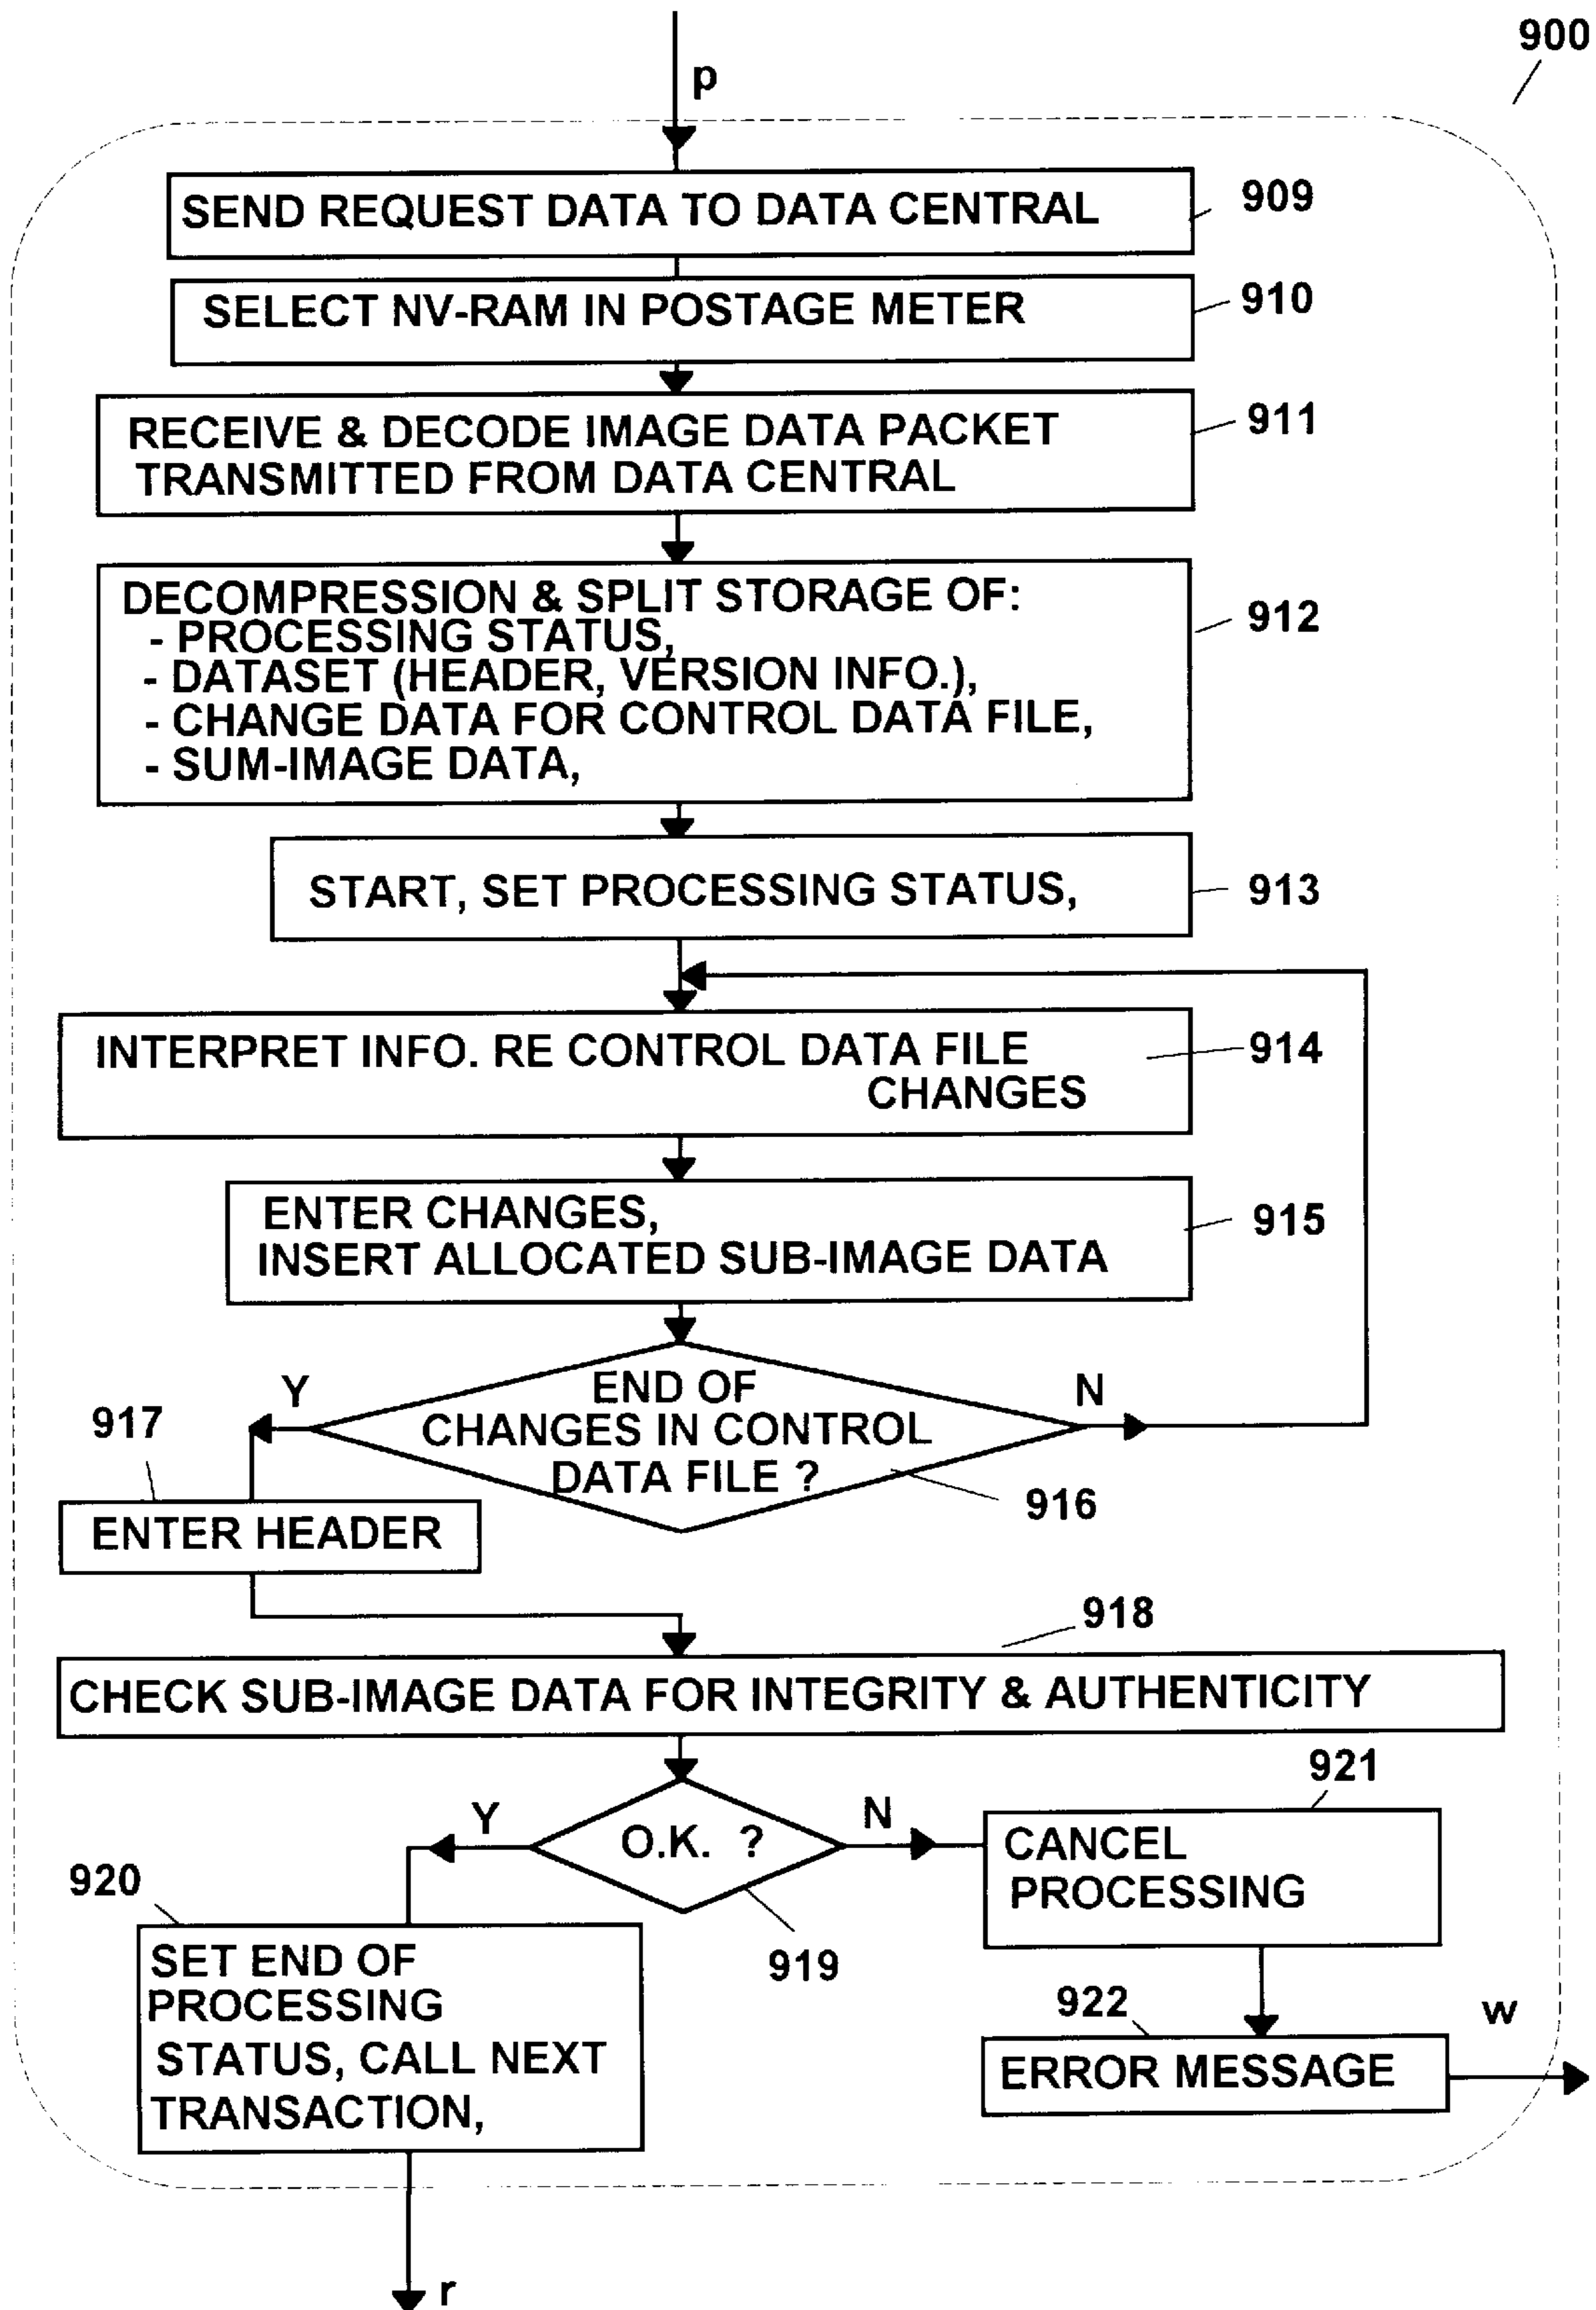 900
p
SEND REQUEST DATA TO DATA CENTRAL
909
SELECT NV-RAM IN POSTAGE METER
910
RECEIVE & DECODE IMAGE DATA PACKET
TRANSMITTED FROM DATA CENTRAL
911
DECOMPRESSION & SPLIT STORAGE OF:
- PROCESSING STATUS,
- DATASET (HEADER, VERSION INFO.),
- CHANGE DATA FOR CONTROL DATA FILE,
- SUM-IMAGE DATA,
912
START, SET PROCESSING STATUS,
913
INTERPRET INFO. RE CONTROL DATA FILE
CHANGES
914
ENTER CHANGES,
INSERT ALLOCATED SUB-IMAGE DATA
915
Y
END OF
CHANGES IN CONTROL
DATA FILE ?
N
916
917
ENTER HEADER
918
CHECK SUB-IMAGE DATA FOR INTEGRITY & AUTHENTICITY
Y
O.K. ?
N
919
921
CANCEL
PROCESSING
920
SET END OF
PROCESSING
STATUS, CALL NEXT
TRANSACTION,
922
ERROR MESSAGE
w
r